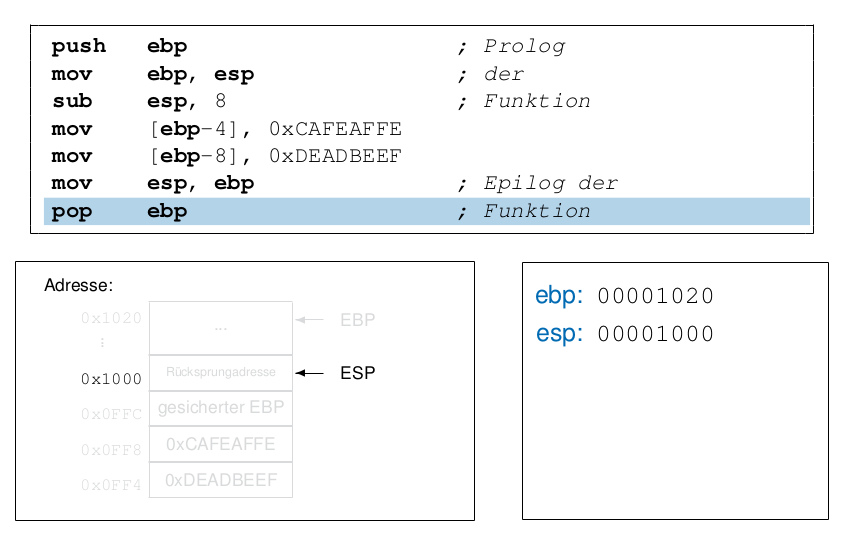 push ebp ; Prolog
mov ebp, esp ; der
sub esp, 8 ; Funktion
mov [ebp-4], 0xCAFEAFFE
mov [ebp-8], 0xDEADBEEF
mov esp, ebp ; Epilog der
pop ebp ; Funktion
Adresse:
0x1020 ... EBP
⋮
0x1000 Rücksprungadresse ESP
0x0FFC gesicherter EBP
0x0FF8 0xCAFEAFFE
0x0FF4 0xDEADBEEF
ebp: 00001020
esp: 00001000